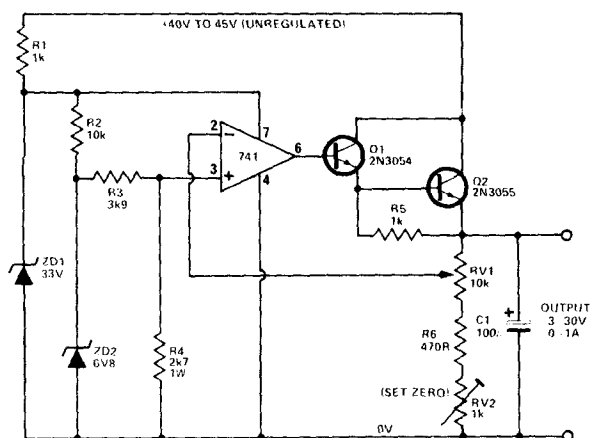 +40V TO 45V (UNREGULATED)
R1
1k
R2
10k
2
7
741
6
3
4
Q1
2N3054
Q2
2N3055
R3
3k9
R5
1k
RV1
10k
ZD1
33V
R6
470R
C1
OUTPUT
3 30V
0 1A
ZD2
6V8
R4
2k7
1W
(SET ZERO)
RV2
1k
0V